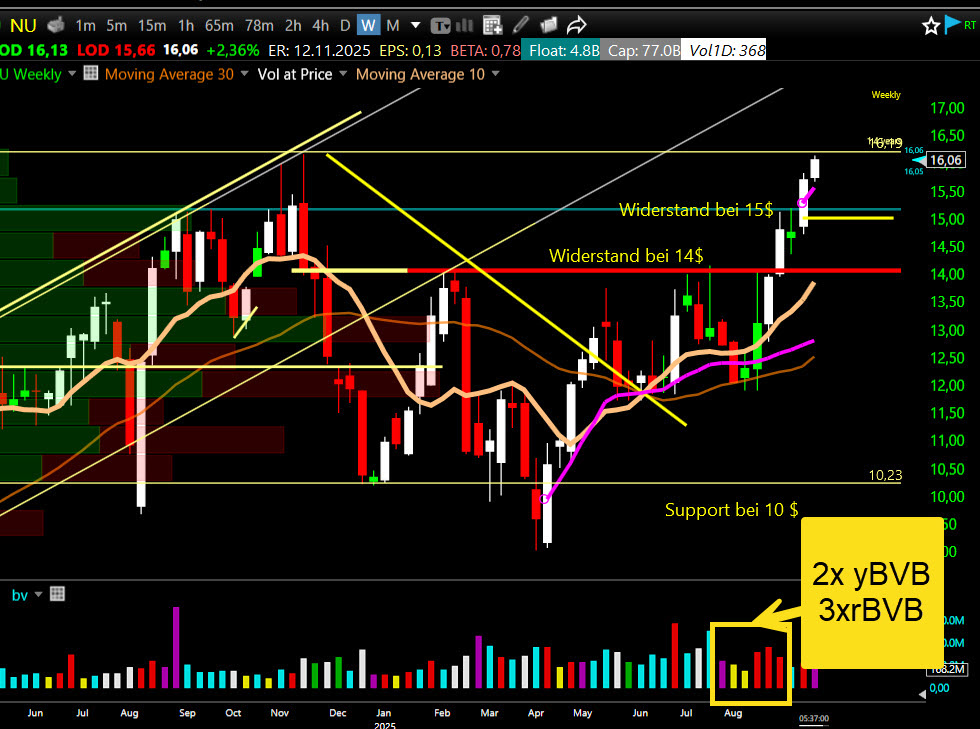 NU 1m 5m 15m 1h 65m 78m 2h 4h D W M RT
OD 16,13 LOD 15,66 16,06 +2,36% ER: 12.11.2025 EPS: 0,13 BETA: 0,78 Float: 4.8B Cap: 77.0B Vol1D: 368
U Weekly Moving Average 30 Vol at Price Moving Average 10
Weekly
17,00
16,50
16,06
16,06
16,05
15,50
Widerstand bei 15$
15,00
14,50
Widerstand bei 14$
14,00
13,50
13,00
12,50
12,00
11,50
11,00
10,23
10,50
10,00
Support bei 10 $
2x yBVB
3xrBVB
bv
0,00
Jun Jul Aug Sep Oct Nov Dec Jan Feb Mar Apr May Jun Jul Aug
2025
05:37:00